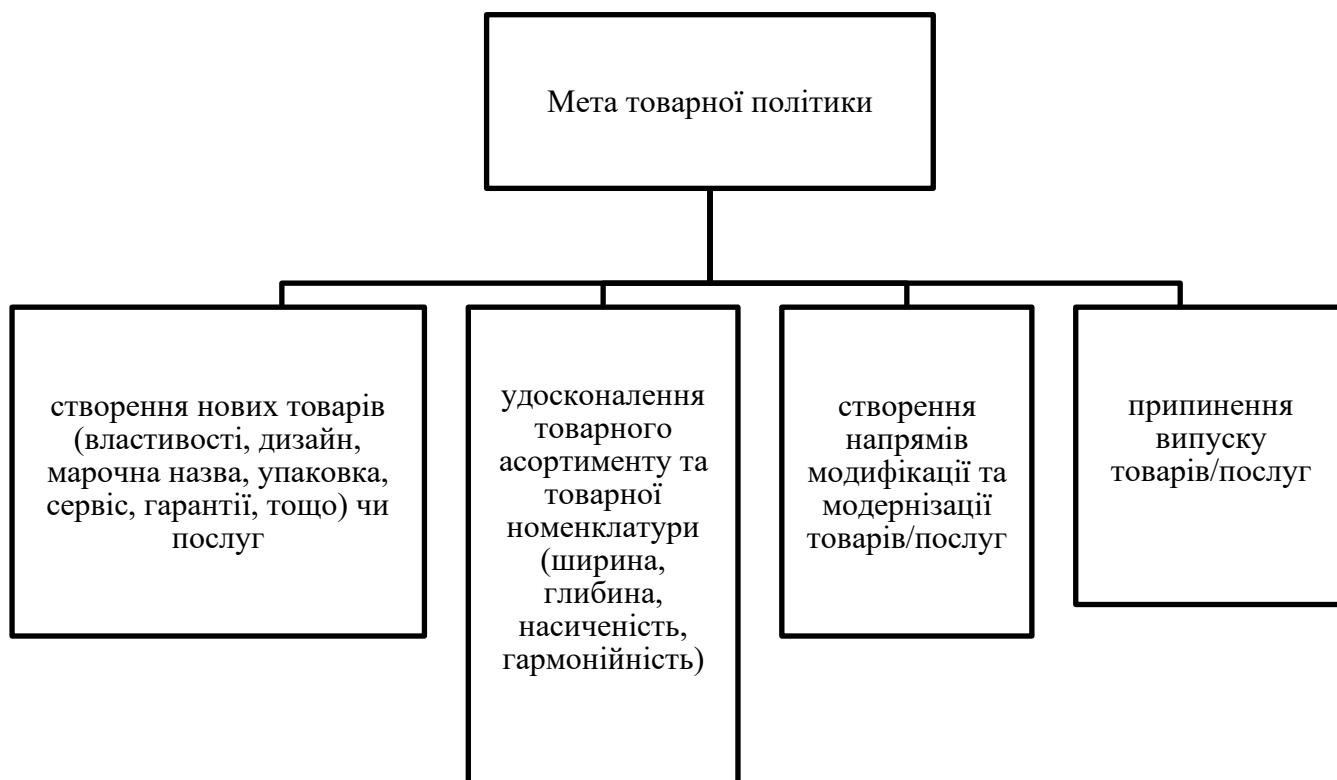 Мета товарної політики
створення нових товарів
(властивості, дизайн,
марочна назва, упаковка,
сервіс, гарантії, тощо) чи
послуг
удосконалення
товарного
асортименту та
товарної
номенклатури
(ширина,
глибина,
насиченість,
гармонійність)
створення
напрямів
модифікації та
модернізації
товарів/послуг
припинення
випуску
товарів/послуг